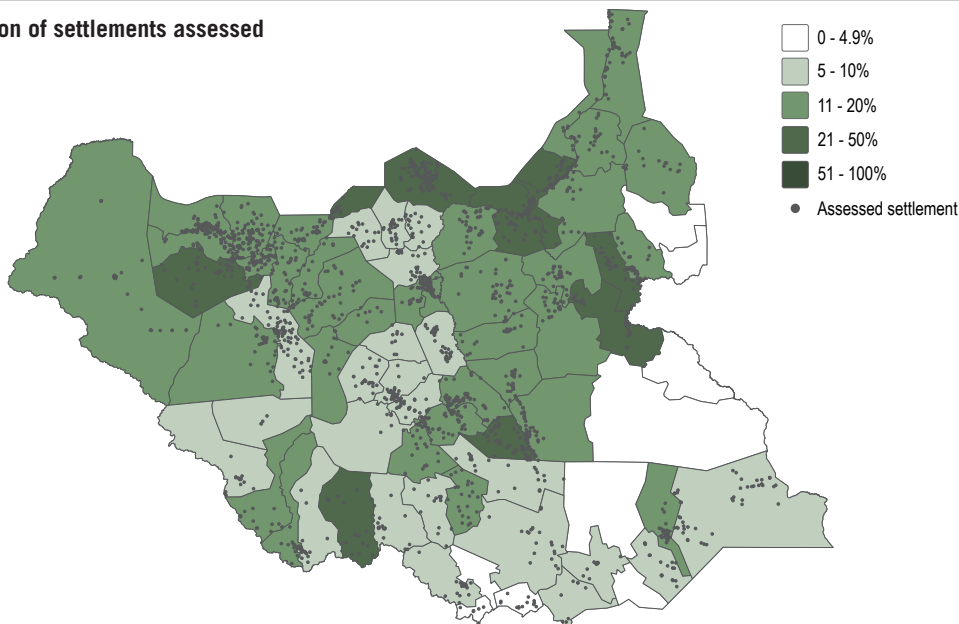 on of settlements assessed
0 - 4.9%
5 - 10%
11 - 20%
21 - 50%
51 - 100%
Assessed settlement